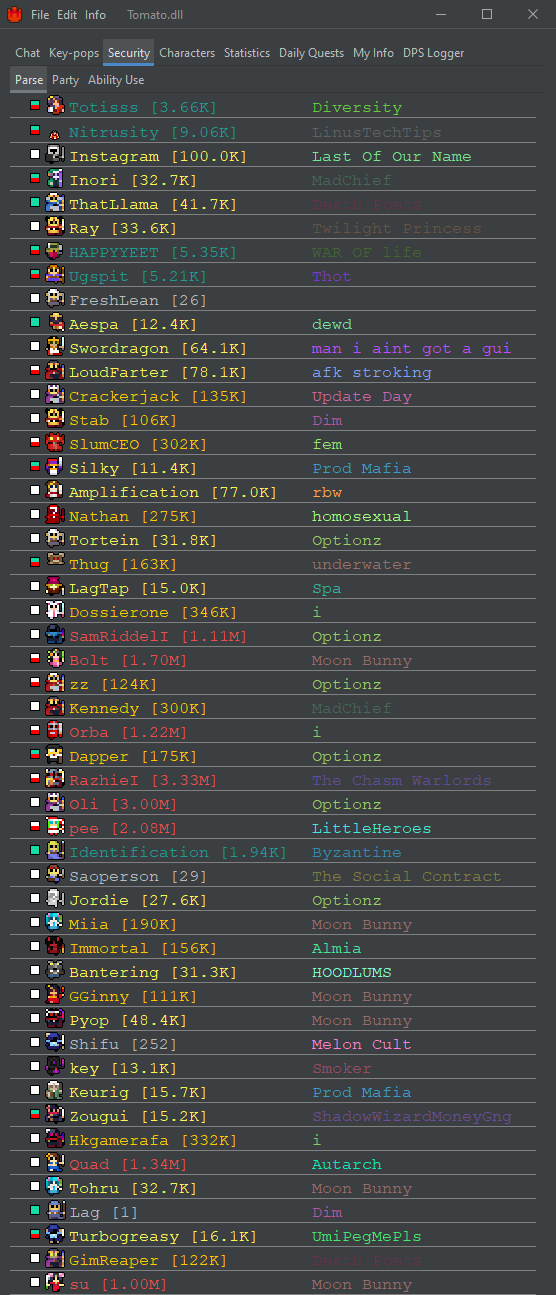 File Edit Info Tomato.dll
Chat Key-pops Security Characters Statistics Daily Quests My Info DPS Logger
Parse Party Ability Use
Totisss [3.66K] Diversity
Nitrusity [9.06K] LinusTechTips
Instagram [100.0K] Last Of Our Name
Inori [32.7K] MadChief
ThatLlama [41.7K] Death Poets
Ray [33.6K] Twilight Princess
HAPPYYEET [5.35K] WAR OF life
Ugspit [5.21K] Thot
FreshLean [26]
Aespa [12.4K] dewd
Swordragon [64.1K] man i aint got a gui
LoudFarter [78.1K] afk stroking
Crackerjack [135K] Update Day
Stab [106K] Dim
SlumCEO [302K] fem
Silky [11.4K] Prod Mafia
Amplification [77.0K] rbw
Nathan [275K] homosexual
Tortein [31.8K] Optionz
Thug [163K] underwater
LagTap [15.0K] Spa
Dossierone [346K] i
SamRiddelI [1.11M] Optionz
Bolt [1.70M] Moon Bunny
zz [124K] Optionz
Kennedy [300K] MadChief
Orba [1.22M] i
Dapper [175K] Optionz
RazhieI [3.33M] The Chasm Warlords
Oli [3.00M] Optionz
pee [2.08M] LittleHeroes
Identification [1.94K] Byzantine
Saoperson [29] The Social Contract
Jordie [27.6K] Optionz
Miia [190K] Moon Bunny
Immortal [156K] Almia
Bantering [31.3K] HOODLUMS
GGinny [111K] Moon Bunny
Pyop [48.4K] Moon Bunny
Shifu [252] Melon Cult
key [13.1K] Smoker
Keurig [15.7K] Prod Mafia
Zougui [15.2K] ShadowWizardMoneyGng
Hkgamerafa [332K] i
Quad [1.34M] Autarch
Tohru [32.7K] Moon Bunny
Lag [1] Dim
Turbogreasy [16.1K] UmiPegMePls
GimReaper [122K] Death Poets
su [1.00M] Moon Bunny